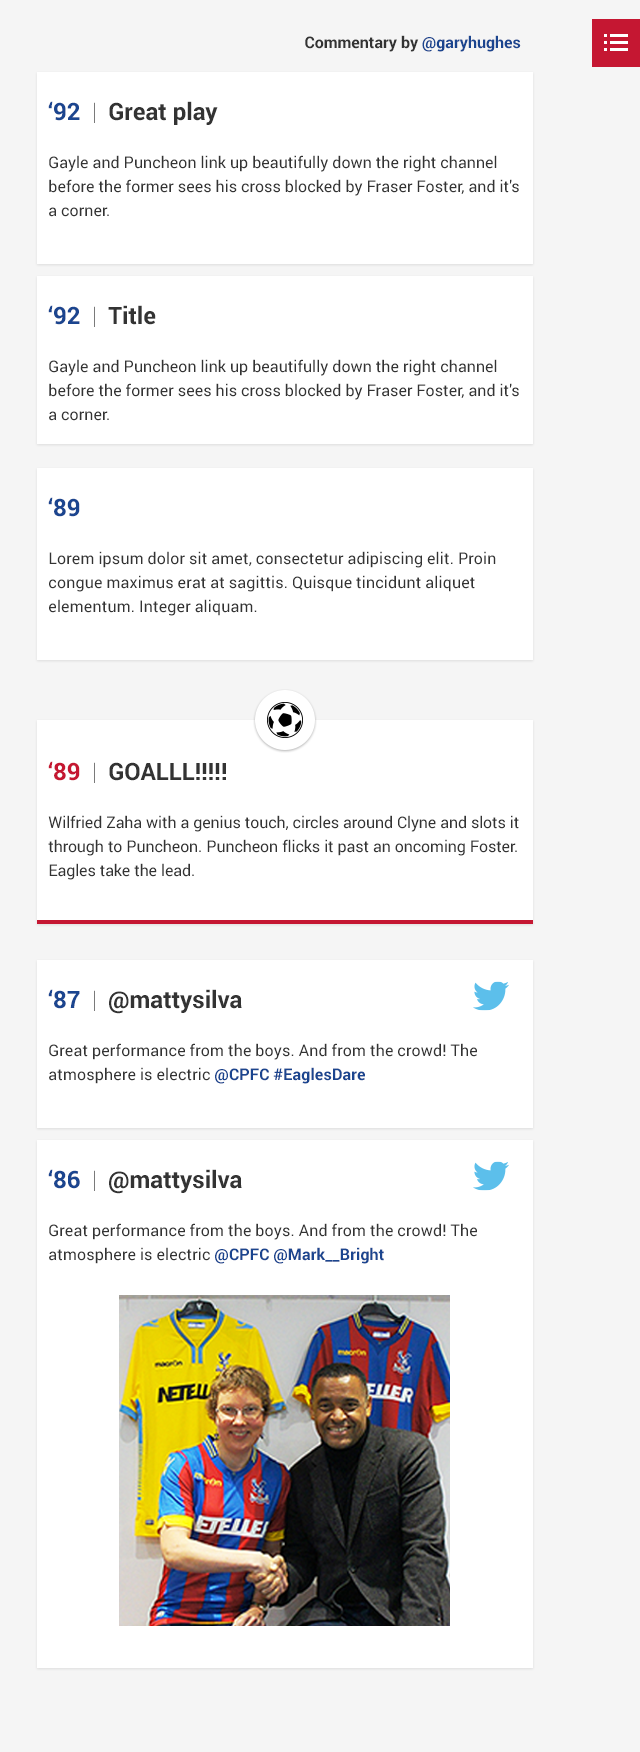 Commentary by @garyhughes
‘92 | Great play
Gayle and Puncheon link up beautifully down the right channel
before the former sees his cross blocked by Fraser Foster, and it's
a corner.
‘92 | Title
Gayle and Puncheon link up beautifully down the right channel
before the former sees his cross blocked by Fraser Foster, and it's
a corner.
‘89
Lorem ipsum dolor sit amet, consectetur adipiscing elit. Proin
congue maximus erat at sagittis. Quisque tincidunt aliquet
elementum. Integer aliquam.
‘89 | GOALLL!!!!!
Wilfried Zaha with a genius touch, circles around Clyne and slots it
through to Puncheon. Puncheon flicks it past an oncoming Foster.
Eagles take the lead.
‘87 | @mattysilva
Great performance from the boys. And from the crowd! The
atmosphere is electric @CPFC #EaglesDare
‘86 | @mattysilva
Great performance from the boys. And from the crowd! The
atmosphere is electric @CPFC @Mark__Bright
macron
macron
NETELL
ELLER
ETELLER